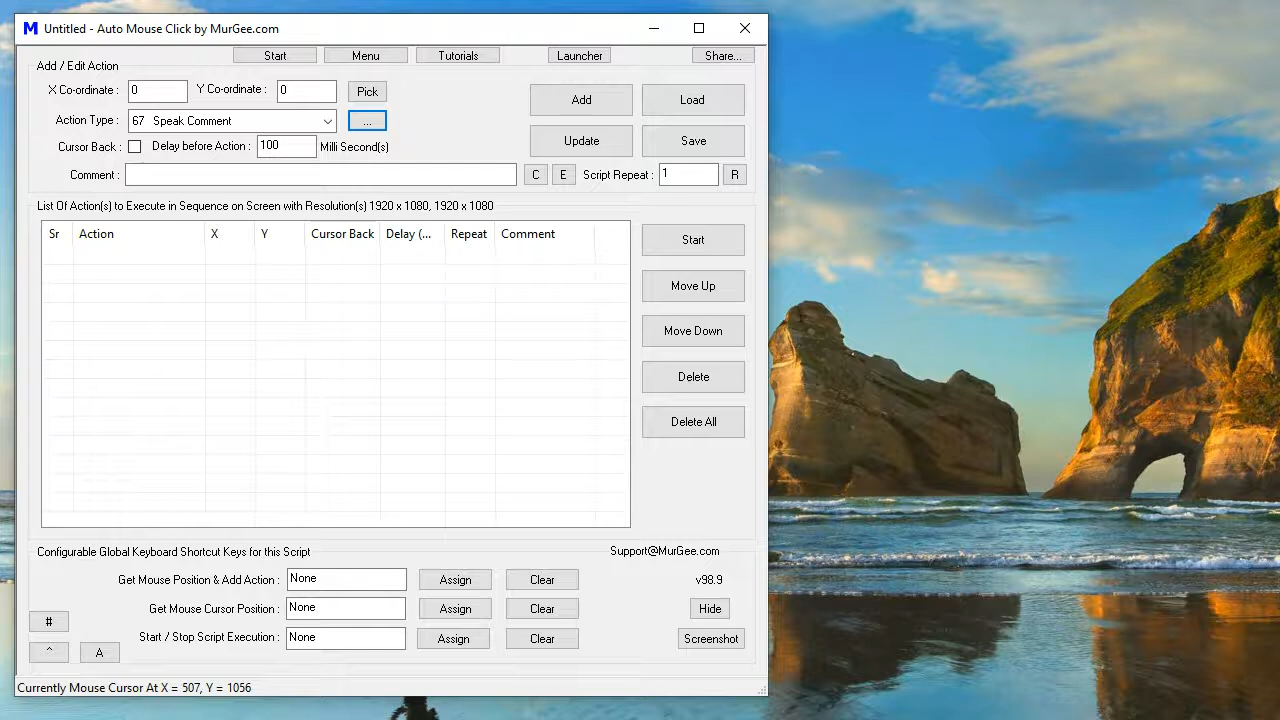 M Untitled - Auto Mouse Click by MurGee.com
Start Menu Tutorials Launcher Share...
Add / Edit Action
X Co-ordinate : 0 Y Co-ordinate : 0 Pick
Add Load
Action Type : 67 Speak Comment ...
Cursor Back : Delay before Action : 100 Milli Second(s)
Update Save
Comment : C E Script Repeat : 1 R
List Of Action(s) to Execute in Sequence on Screen with Resolution(s) 1920 x 1080, 1920 x 1080
Sr Action X Y Cursor Back Delay (... Repeat Comment
Start
Move Up
Move Down
Delete
Delete All
Configurable Global Keyboard Shortcut Keys for this Script Support@MurGee.com
Get Mouse Position & Add Action : None Assign Clear
Get Mouse Cursor Position : None Assign Clear Hide
# Start / Stop Script Execution : None Assign Clear Screenshot
^ A
Currently Mouse Cursor At X = 507, Y = 1056